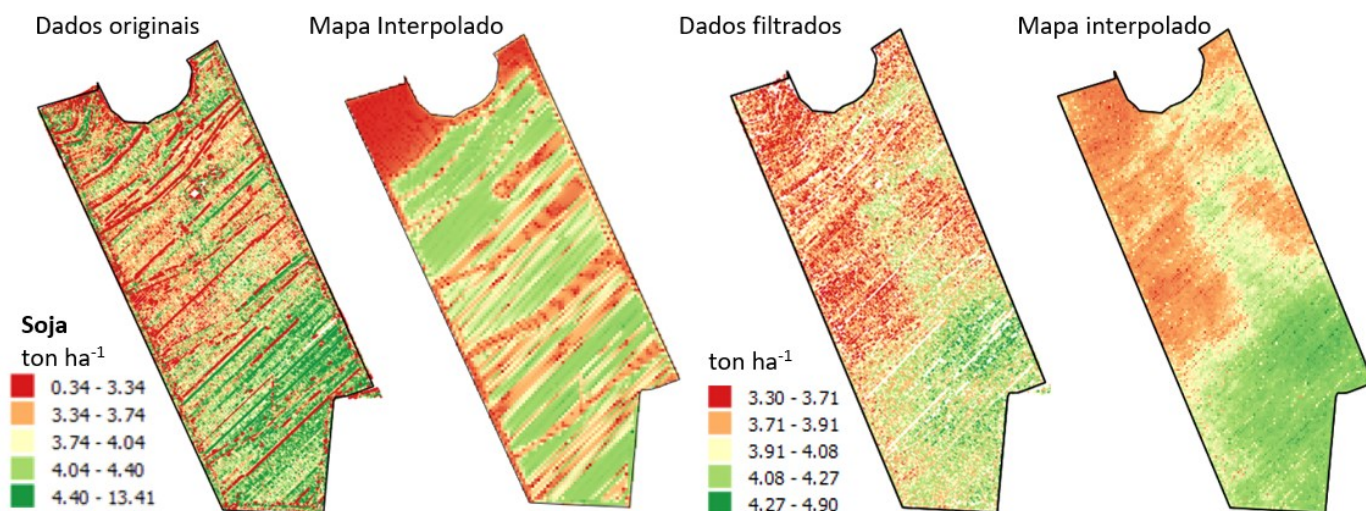 Dados originais
Mapa Interpolado
Dados filtrados
Mapa interpolado
Soja
ton ha⁻¹
0.34 - 3.34
3.34 - 3.74
3.74 - 4.04
4.04 - 4.40
4.40 - 13.41
ton ha⁻¹
3.30 - 3.71
3.71 - 3.91
3.91 - 4.08
4.08 - 4.27
4.27 - 4.90